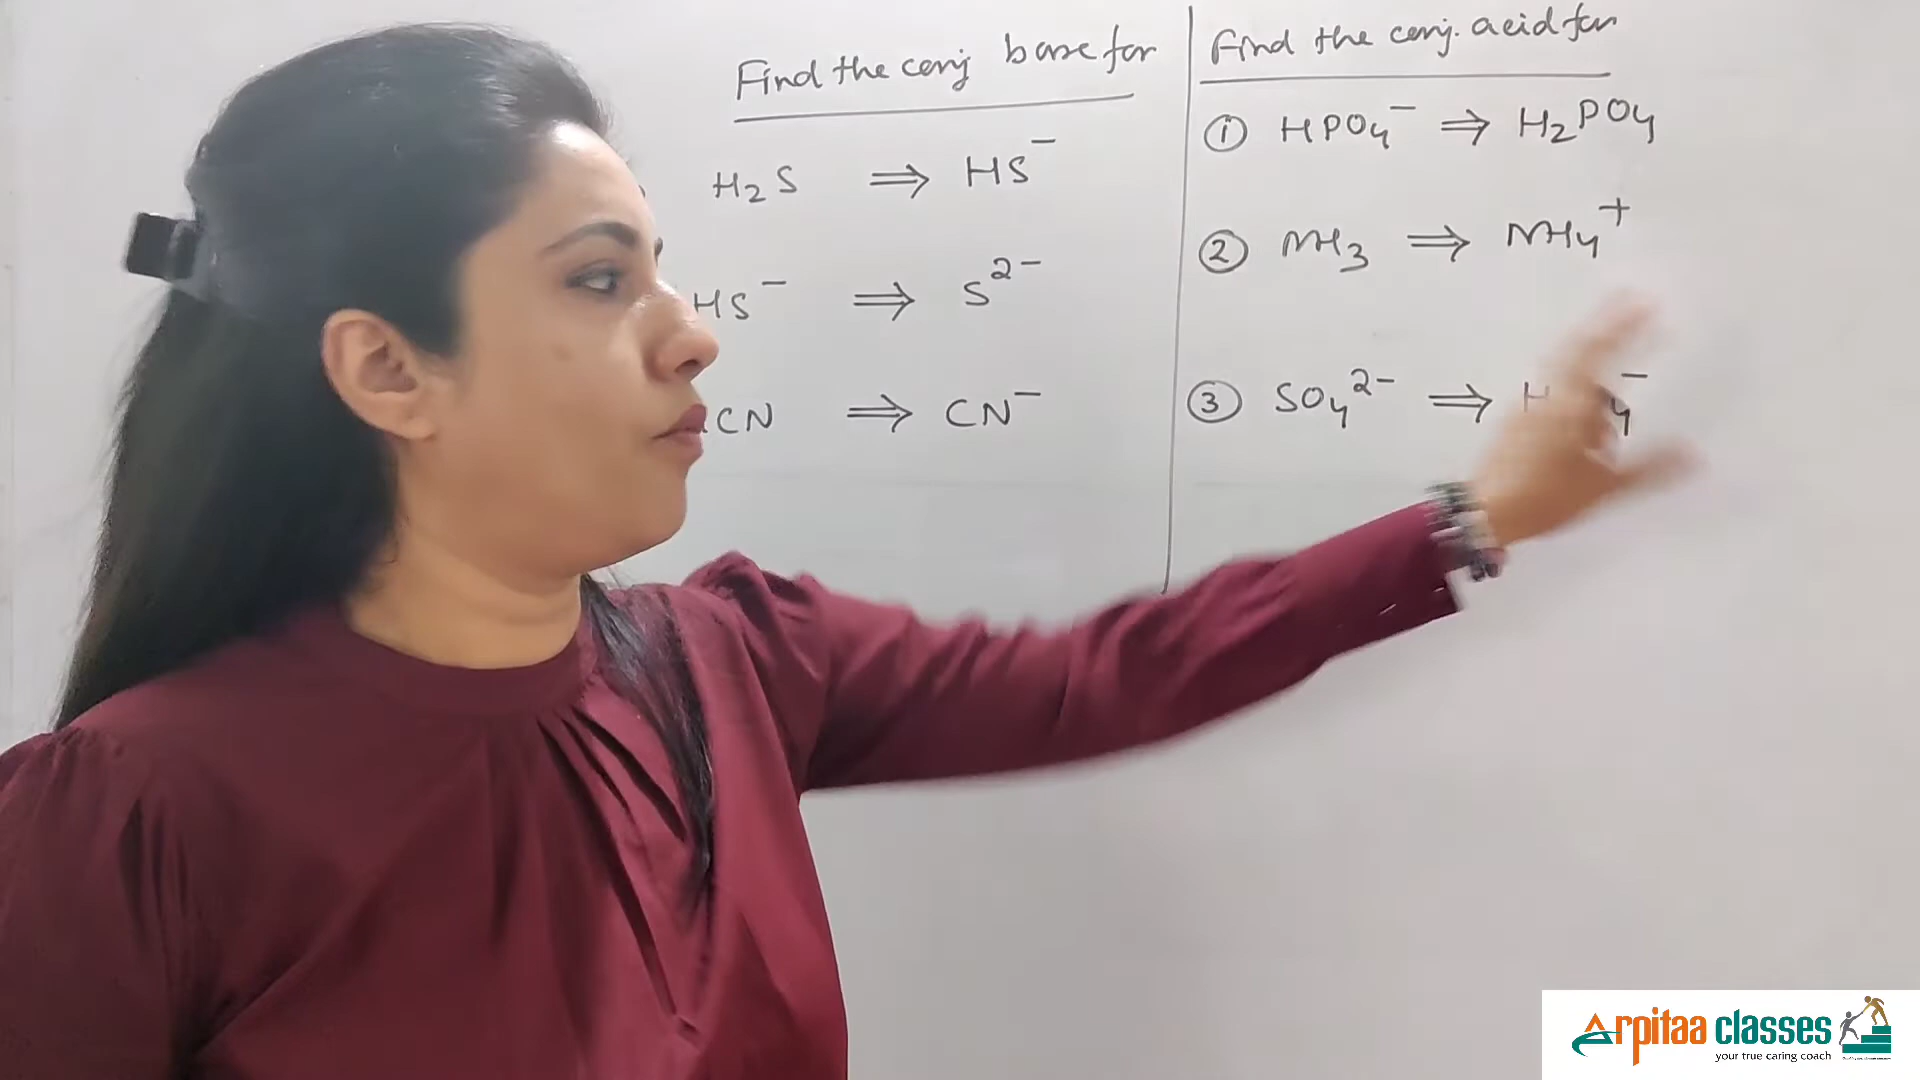 Find the conj base for
H₂S ⇒ HS⁻
HS⁻ ⇒ S²⁻
CN ⇒ CN⁻
Find the conj. acid for
① HPO₄⁻ ⇒ H₂PO₄
② NH₃ ⇒ NH₄⁺
③ SO₄²⁻ ⇒ H ₄⁻
Arpitaa classes
your true caring coach